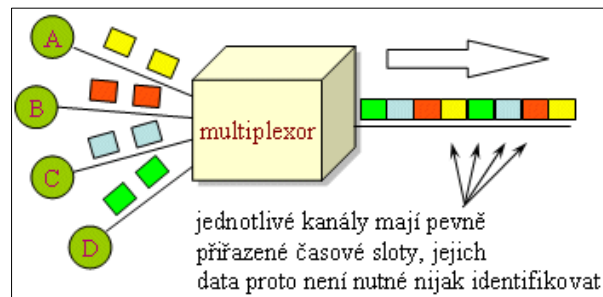 A
B
C
D
multiplexor
jednotlivé kanály mají pevně
přiřazené časové sloty, jejich
data proto není nutné nijak identifikovat